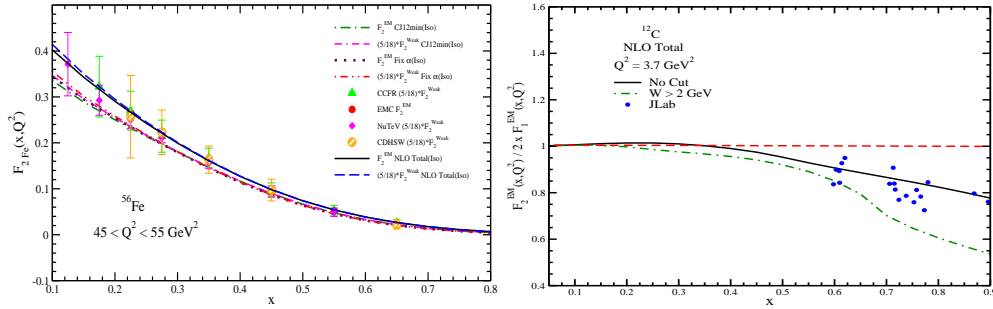 F₂ Fe(x,Q²)
0.4
0.3
0.2
0.1
0
-0.1
F₂^EM CJ12min(Iso)
(5/18)*F₂^Weak CJ12min(Iso)
F₂^EM Fix α(Iso)
(5/18)*F₂^Weak Fix α(Iso)
CCFR (5/18)*F₂^Weak
EMC F₂^EM
NuTeV (5/18)*F₂^Weak
CDHSW (5/18)*F₂^Weak
F₂^EM NLO Total(Iso)
(5/18)*F₂^Weak NLO Total(Iso)
⁵⁶Fe
45 < Q² < 55 GeV²
0.1 0.2 0.3 0.4 0.5 0.6 0.7 0.8
x
F₂^EM(x,Q²) / 2 x F₁^EM(x,Q²)
1.6
1.4
1.2
1
0.8
0.6
0.4
¹²C
NLO Total
Q² = 3.7 GeV²
No Cut
W > 2 GeV
JLab
0.1 0.2 0.3 0.4 0.5 0.6 0.7 0.8 0.9
x